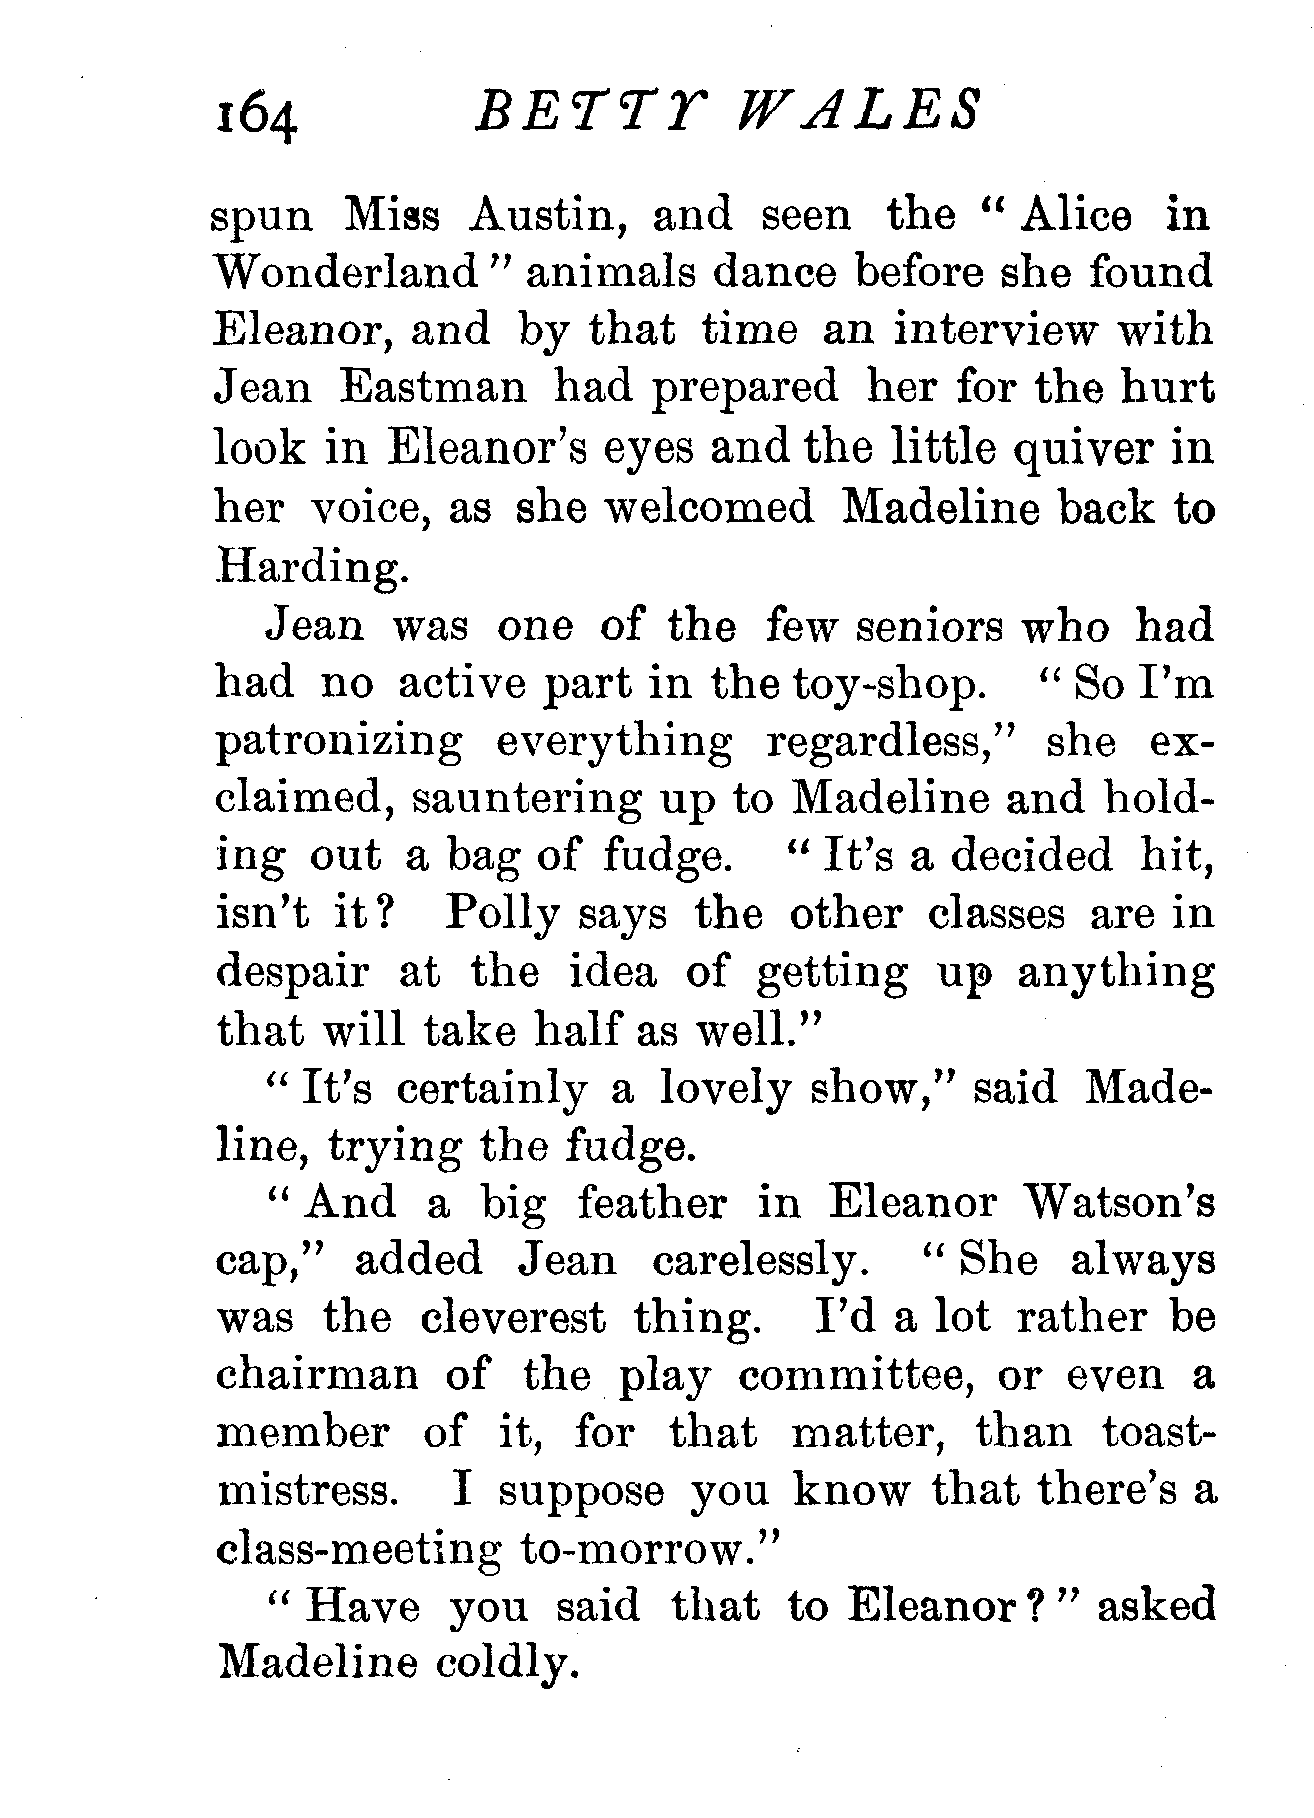 164 BETTY WALES
spun Miss Austin, and seen the “ Alice in
Wonderland ” animals dance before she found
Eleanor, and by that time an interview with
Jean Eastman had prepared her for the hurt
look in Eleanor’s eyes and the little quiver in
her voice, as she welcomed Madeline back to
Harding.
Jean was one of the few seniors who had
had no active part in the toy-shop. “ So I’m
patronizing everything regardless,” she ex-
claimed, sauntering up to Madeline and hold-
ing out a bag of fudge. “ It’s a decided hit,
isn’t it? Polly says the other classes are in
despair at the idea of getting up anything
that will take half as well.”
“ It’s certainly a lovely show,” said Made-
line, trying the fudge.
“ And a big feather in Eleanor Watson’s
cap,” added Jean carelessly. “ She always
was the cleverest thing. I’d a lot rather be
chairman of the play committee, or even a
member of it, for that matter, than toast-
mistress. I suppose you know that there’s a
class-meeting to-morrow.”
“ Have you said that to Eleanor? ” asked
Madeline coldly.